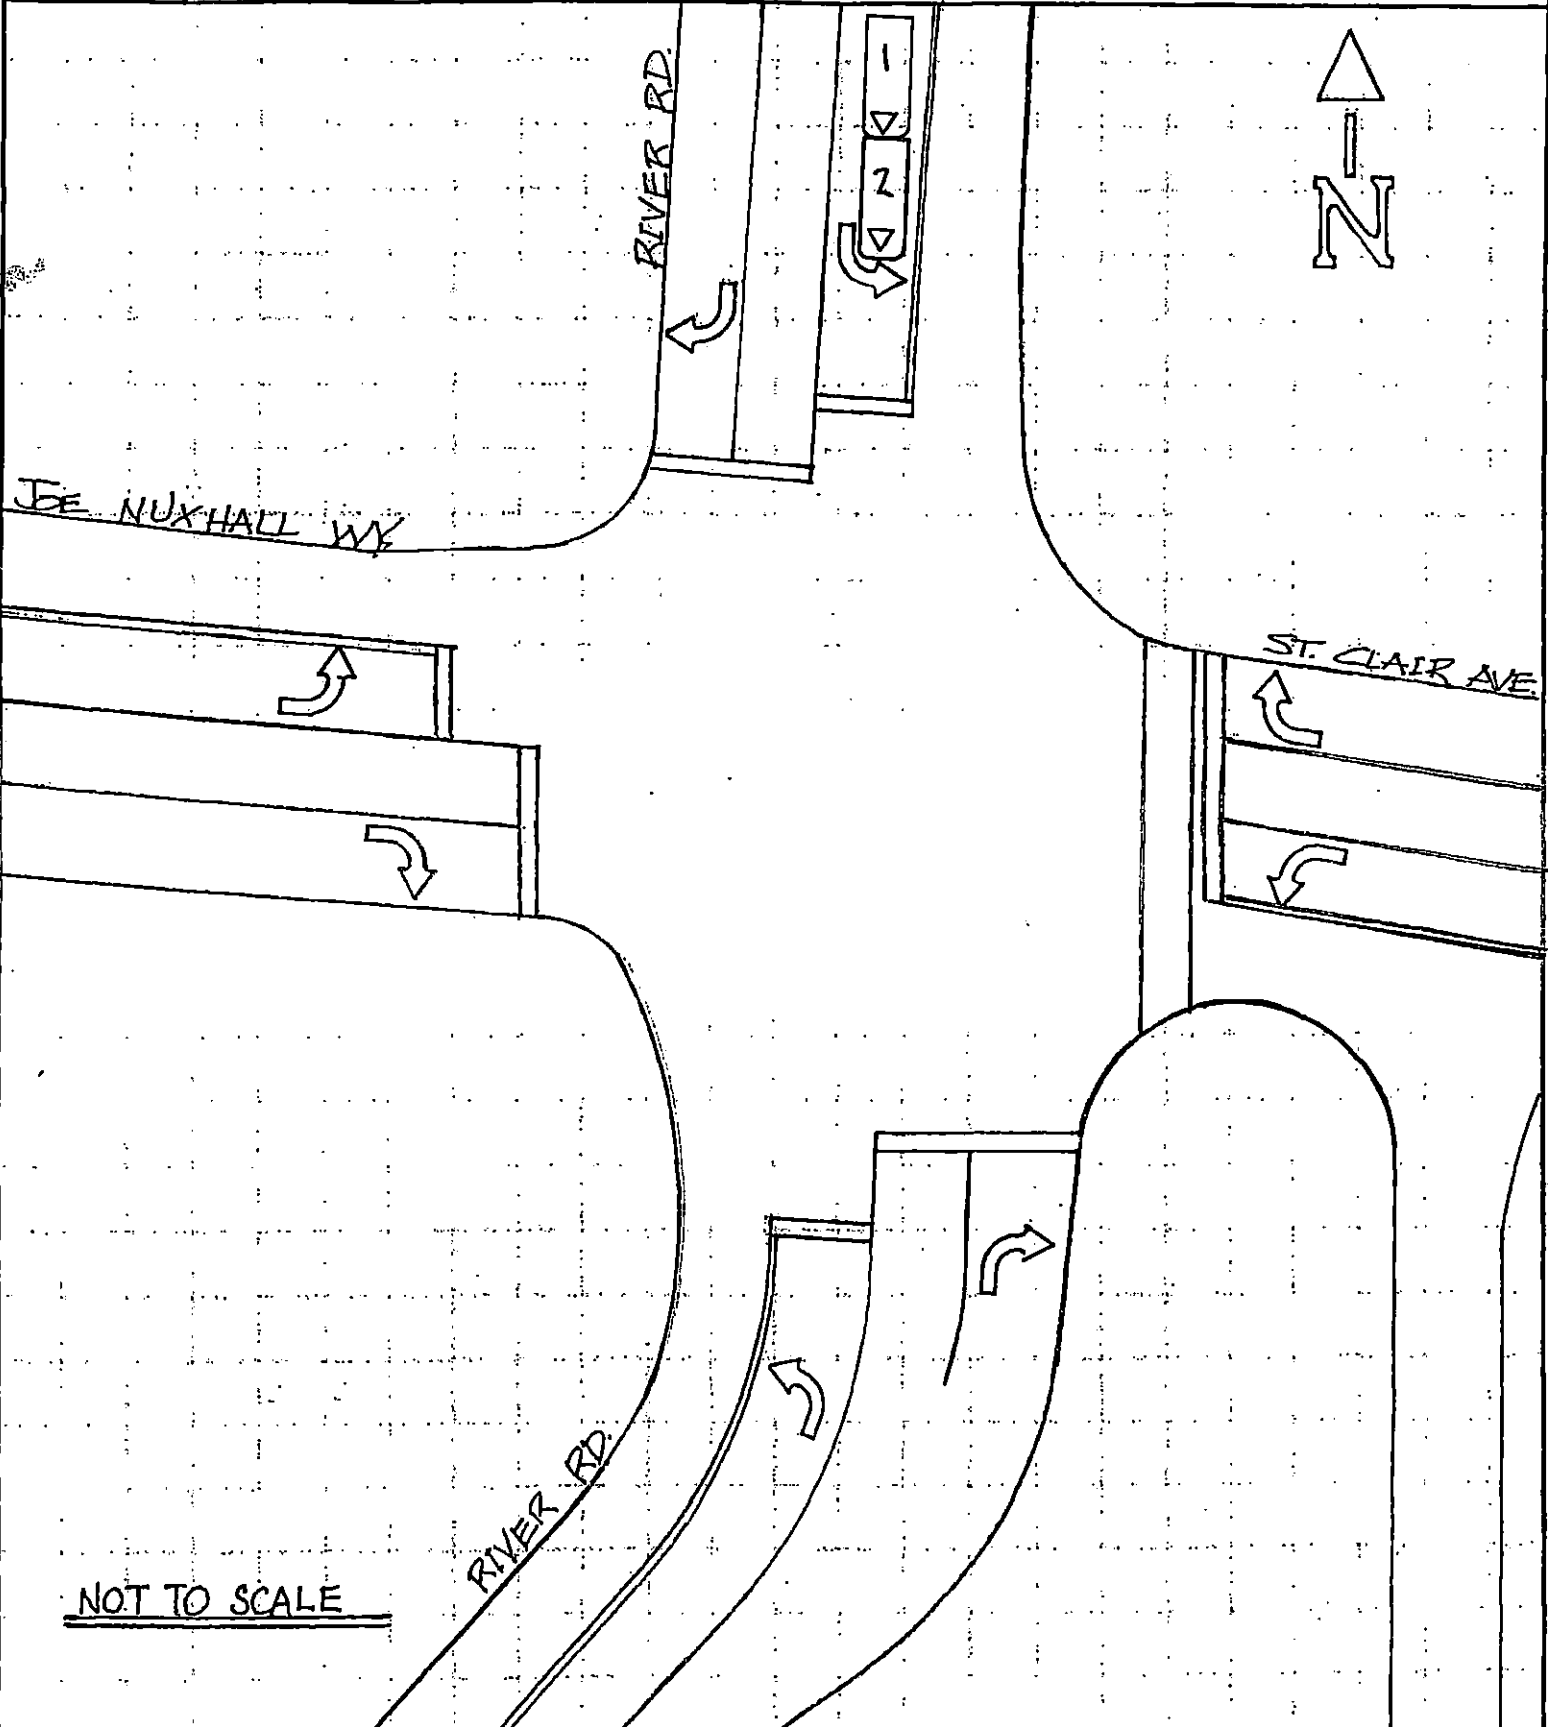 RIVER RD.
1
2
N
JOE NUXHALL WY.
ST. CLAIR AVE.
RIVER RD.
NOT TO SCALE